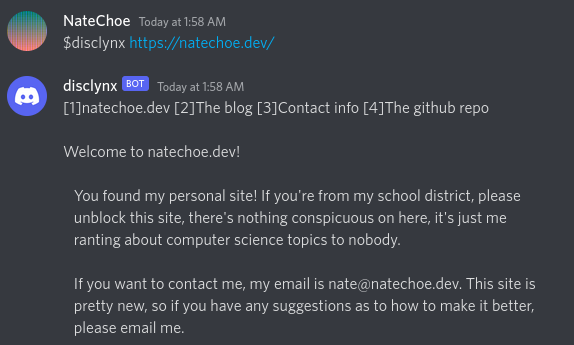 NateChoe Today at 1:58 AM
$disclynx https://natechoe.dev/
disclynx BOT Today at 1:58 AM
[1]natechoe.dev [2]The blog [3]Contact info [4]The github repo
Welcome to natechoe.dev!
You found my personal site! If you're from my school district, please
unblock this site, there's nothing conspicuous on here, it's just me
ranting about computer science topics to nobody.
If you want to contact me, my email is nate@natechoe.dev. This site is
pretty new, so if you have any suggestions as to how to make it better,
please email me.